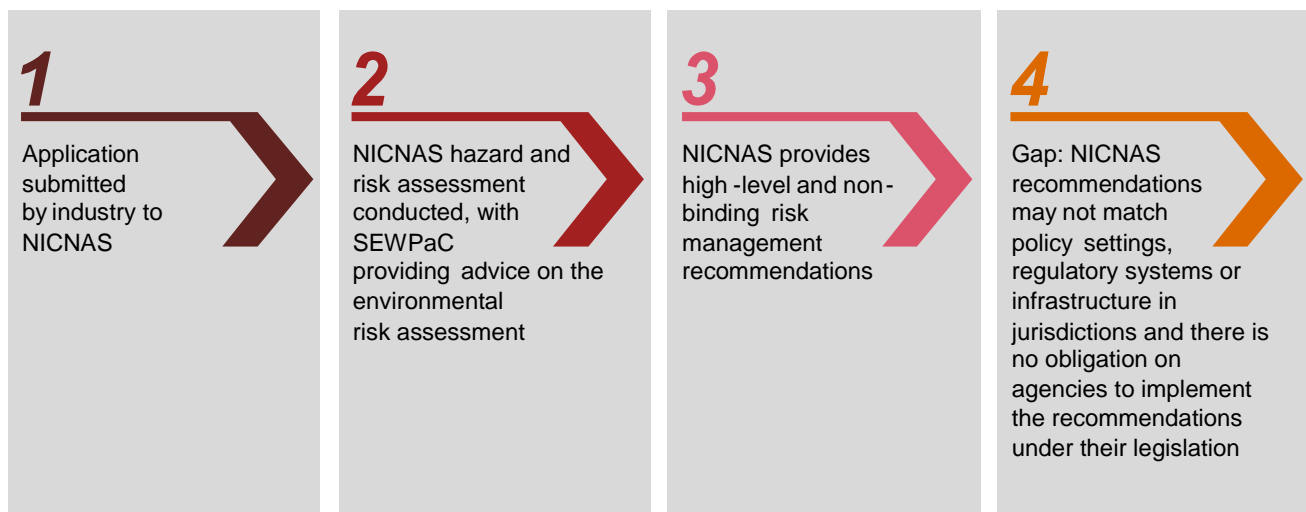 1
Application
submitted
by industry to
NICNAS
2
NICNAS hazard and
risk assessment
conducted, with
SEWPaC
providing advice on the
environmental
risk assessment
3
NICNAS provides
high -level and non-
binding risk
management
recommendations
4
Gap: NICNAS
recommendations
may not match
policy settings,
regulatory systems or
infrastructure in
jurisdictions and there is
no obligation on
agencies to implement
the recommendations
under their legislation